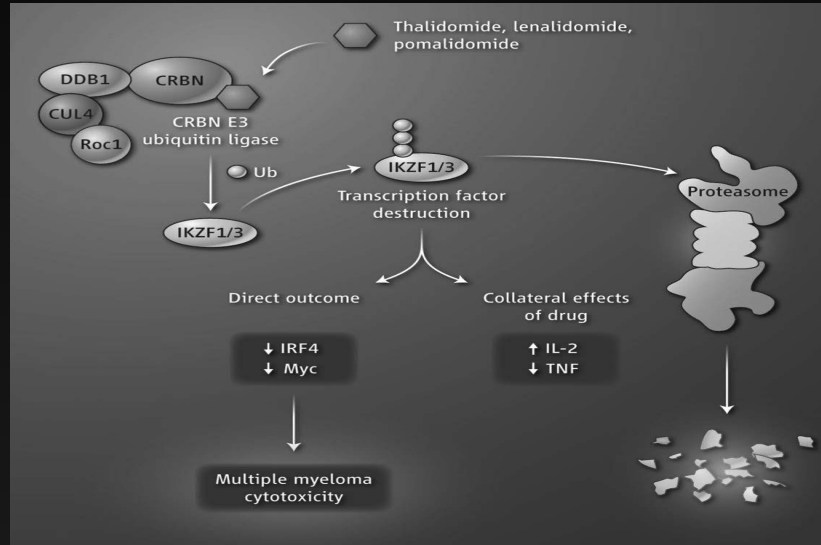 Thalidomide, lenalidomide,
pomalidomide
DDB1
CRBN
CUL4
Roc1
CRBN E3
ubiquitin ligase
Ub
IKZF1/3
IKZF1/3
Transcription factor
destruction
Proteasome
Direct outcome
↓ IRF4
↓ Myc
Multiple myeloma
cytotoxicity
Collateral effects
of drug
↑ IL-2
↓ TNF